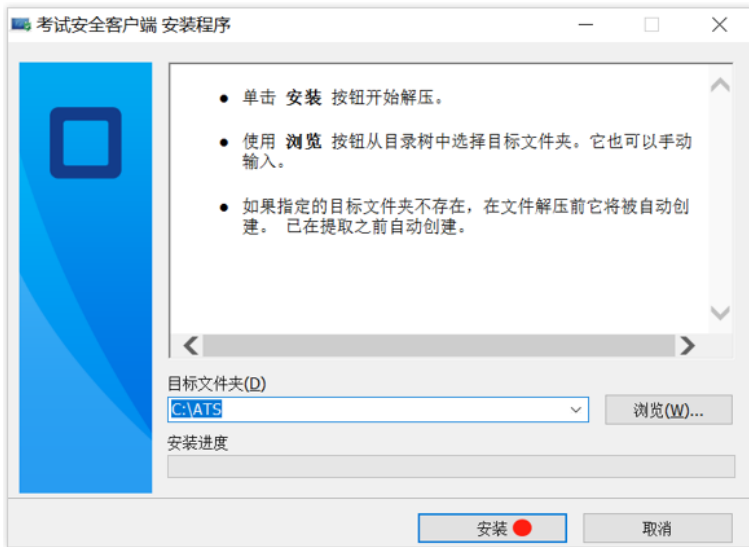 考试安全客户端 安装程序
● 单击 安装 按钮开始解压。
● 使用 浏览 按钮从目录树中选择目标文件夹。它也可以手动
输入。
● 如果指定的目标文件夹不存在，在文件解压前它将被自动创
建。 已在提取之前自动创建。
目标文件夹(D)
C:\ATS
浏览(W)...
安装进度
安装
取消